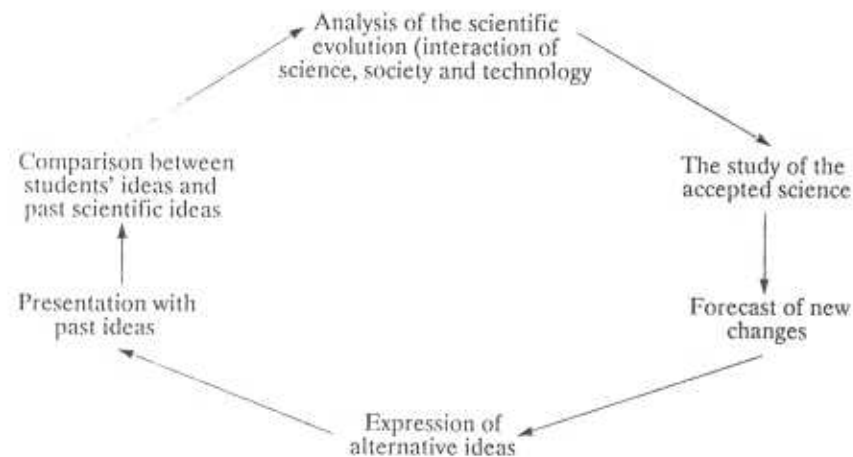 Analysis of the scientific
evolution (interaction of
science, society and technology
Comparison between
students' ideas and
past scientific ideas
The study of the
accepted science
Presentation with
past ideas
Forecast of new
changes
Expression of
alternative ideas